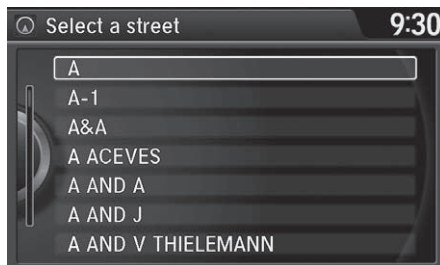 Select a street
9:30
A
A-1
A&A
A ACEVES
A AND A
A AND J
A AND V THIELEMANN